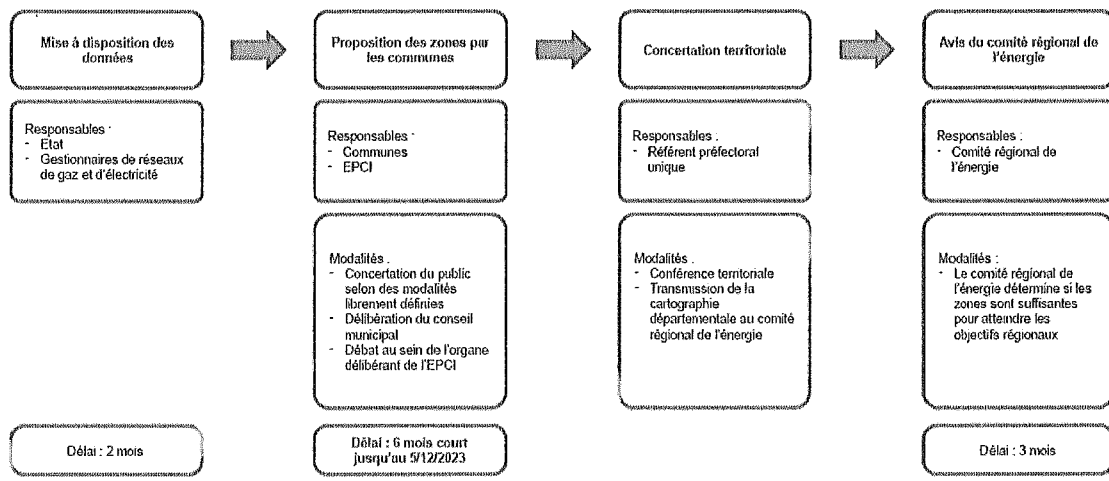 Mise à disposition des
données
Proposition des zones par
les communes
Concertation territoriale
Avis du comité régional de
l'énergie
Responsables :
- Etat
- Gestionnaires de réseaux
de gaz et d'électricité
Responsables :
- Communes
- EPCI
Responsables :
- Référent préfectoral
unique
Responsables :
- Comité régional de
l'énergie
Modalités :
- Concertation du public
selon des modalités
librement définies
- Délibération du conseil
municipal
- Débat au sein de l'organe
délibérant de l'EPCI
Modalités :
- Conférence territoriale
- Transmission de la
cartographie
départementale au comité
régional de l'énergie
Modalités :
- Le comité régional de
l'énergie détermine si les
zones sont suffisantes
pour atteindre les
objectifs régionaux
Délai : 2 mois
Délai : 6 mois court
jusqu'au 5/12/2023
Délai : 3 mois